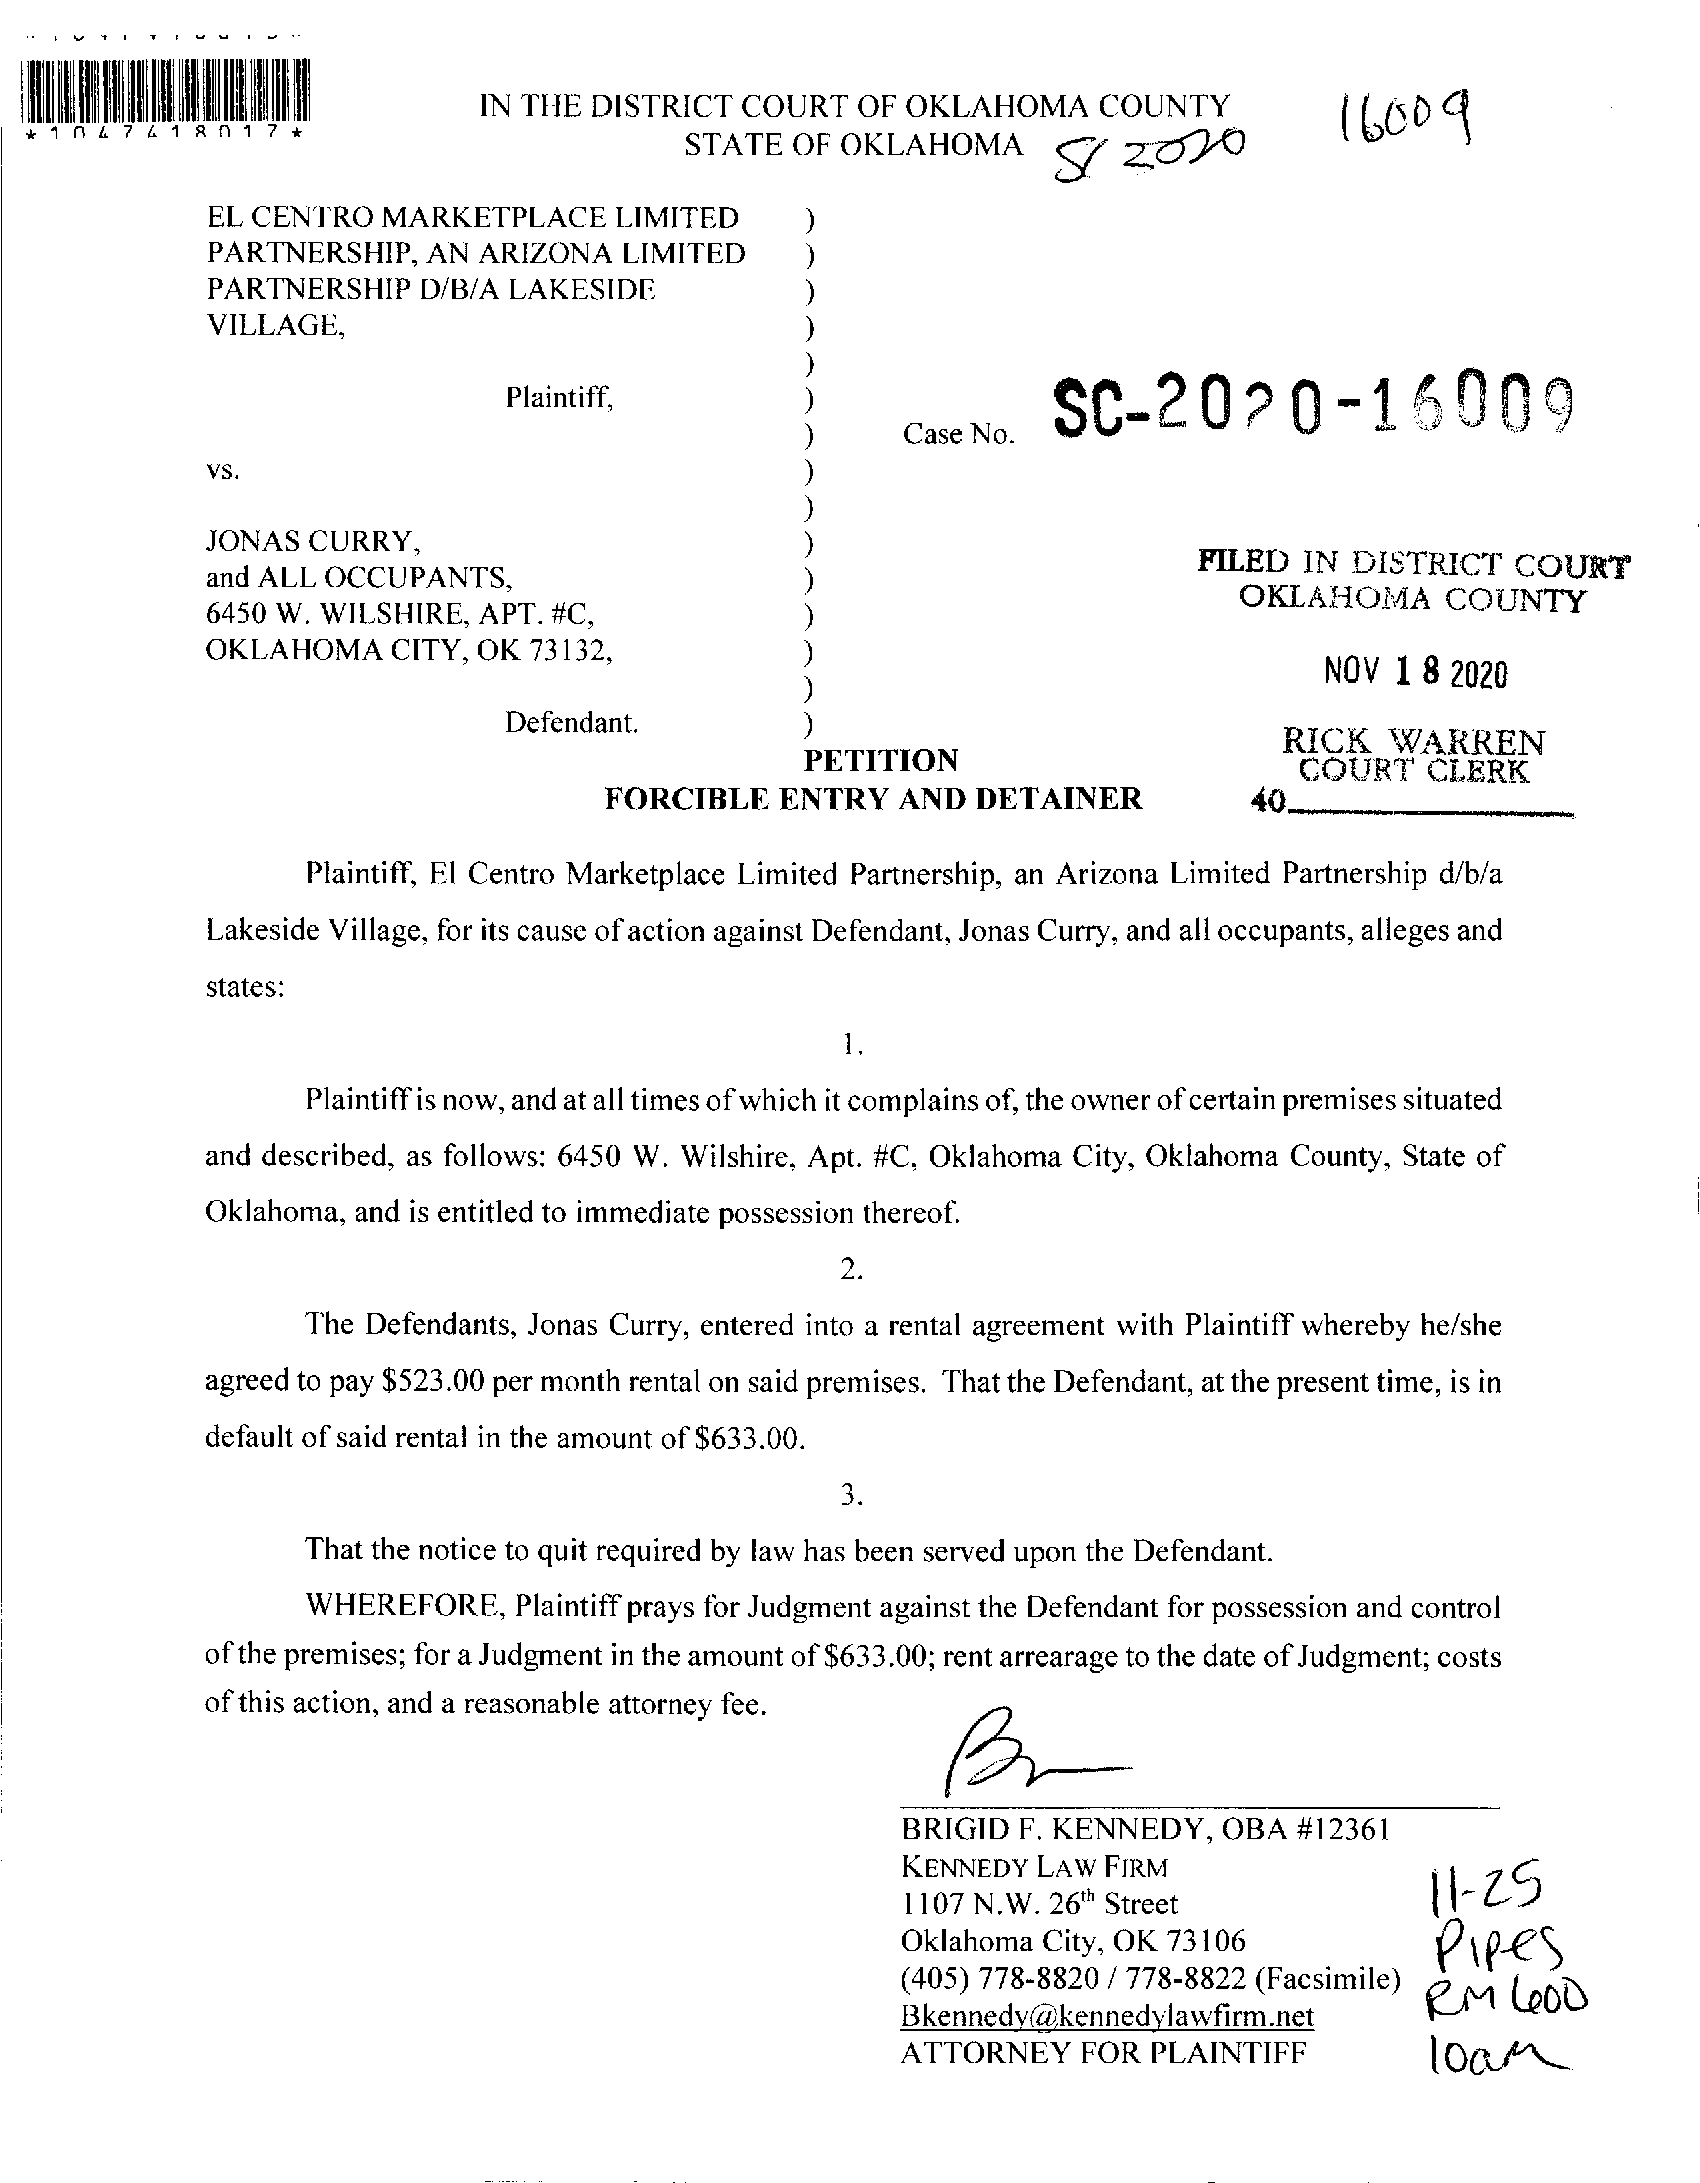 *1047418017*
IN THE DISTRICT COURT OF OKLAHOMA COUNTY
STATE OF OKLAHOMA
2020
16009
EL CENTRO MARKETPLACE LIMITED )
PARTNERSHIP, AN ARIZONA LIMITED )
PARTNERSHIP D/B/A LAKESIDE )
VILLAGE, )
)
Plaintiff, )
) Case No. SC-2020-16009
vs. )
)
JONAS CURRY, )
and ALL OCCUPANTS, )
6450 W. WILSHIRE, APT. #C, )
OKLAHOMA CITY, OK 73132, )
)
Defendant. )
FILED IN DISTRICT COURT
OKLAHOMA COUNTY
NOV 18 2020
RICK WARREN
COURT CLERK
40
PETITION
FORCIBLE ENTRY AND DETAINER
Plaintiff, El Centro Marketplace Limited Partnership, an Arizona Limited Partnership d/b/a
Lakeside Village, for its cause of action against Defendant, Jonas Curry, and all occupants, alleges and
states:
1.
Plaintiff is now, and at all times of which it complains of, the owner of certain premises situated
and described, as follows: 6450 W. Wilshire, Apt. #C, Oklahoma City, Oklahoma County, State of
Oklahoma, and is entitled to immediate possession thereof.
2.
The Defendants, Jonas Curry, entered into a rental agreement with Plaintiff whereby he/she
agreed to pay $523.00 per month rental on said premises. That the Defendant, at the present time, is in
default of said rental in the amount of $633.00.
3.
That the notice to quit required by law has been served upon the Defendant.
WHEREFORE, Plaintiff prays for Judgment against the Defendant for possession and control
of the premises; for a Judgment in the amount of $633.00; rent arrearage to the date of Judgment; costs
of this action, and a reasonable attorney fee.
BRIGID F. KENNEDY, OBA #12361
KENNEDY LAW FIRM
1107 N.W. 26th Street
Oklahoma City, OK 73106
(405) 778-8820 / 778-8822 (Facsimile)
Bkennedy@kennedylawfirm.net
ATTORNEY FOR PLAINTIFF
11-25
Pipes
RM 600
10am